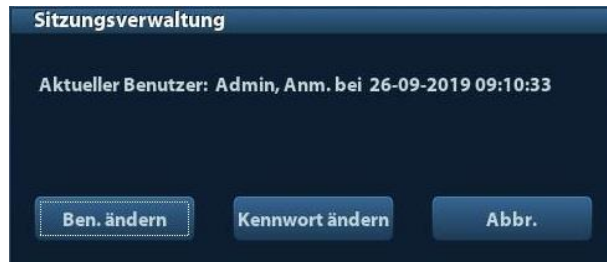 Sitzungsverwaltung
Aktueller Benutzer: Admin, Anm. bei 26-09-2019 09:10:33
Ben. ändern Kennwort ändern Abbr.